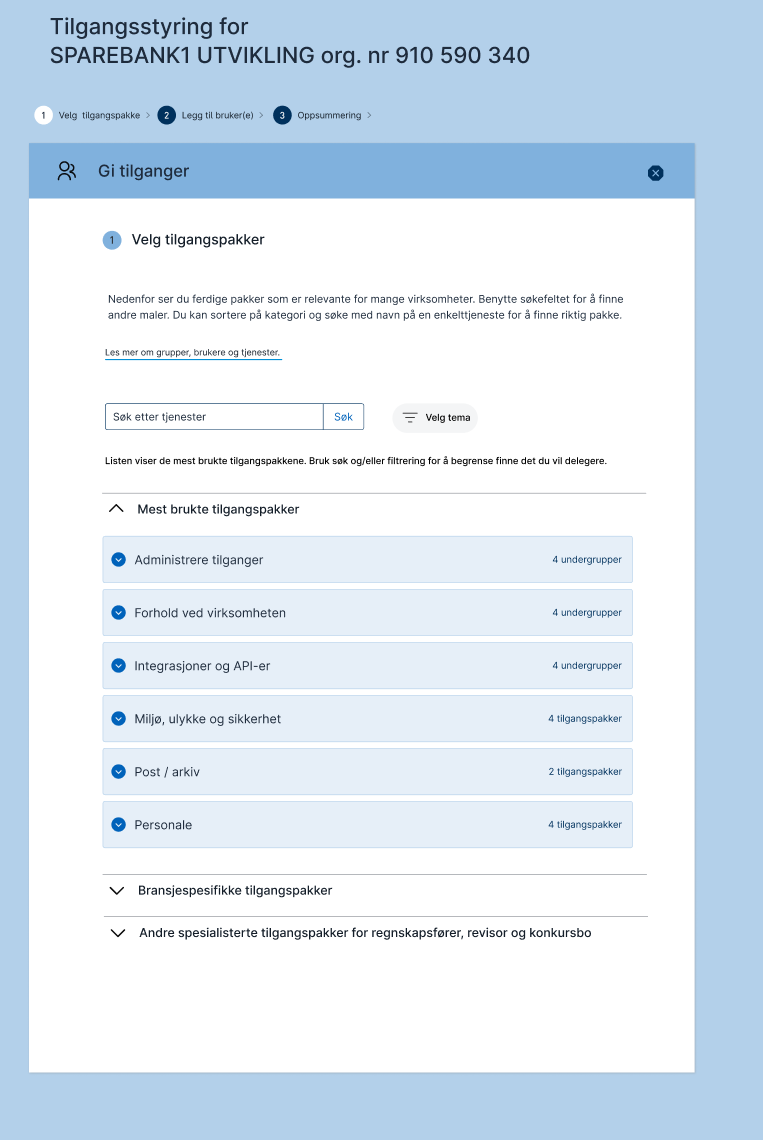 Tilgangsstyring for
SPAREBANK1 UTVIKLING org. nr 910 590 340
1 Velg tilgangspakke > 2 Legg til bruker(e) > 3 Oppsummering >
Gi tilganger
1 Velg tilgangspakker
Nedenfor ser du ferdige pakker som er relevante for mange virksomheter. Benytte søkefeltet for å finne
andre maler. Du kan sortere på kategori og søke med navn på en enkelttjeneste for å finne riktig pakke.
Les mer om grupper, brukere og tjenester.
Søk etter tjenester Søk Velg tema
Listen viser de mest brukte tilgangspakkene. Bruk søk og/eller filtrering for å begrense finne det du vil delegere.
Mest brukte tilgangspakker
Administrere tilganger 4 undergrupper
Forhold ved virksomheten 4 undergrupper
Integrasjoner og API-er 4 undergrupper
Miljø, ulykke og sikkerhet 4 tilgangspakker
Post / arkiv 2 tilgangspakker
Personale 4 tilgangspakker
Bransjespesifikke tilgangspakker
Andre spesialisterte tilgangspakker for regnskapsfører, revisor og konkursbo